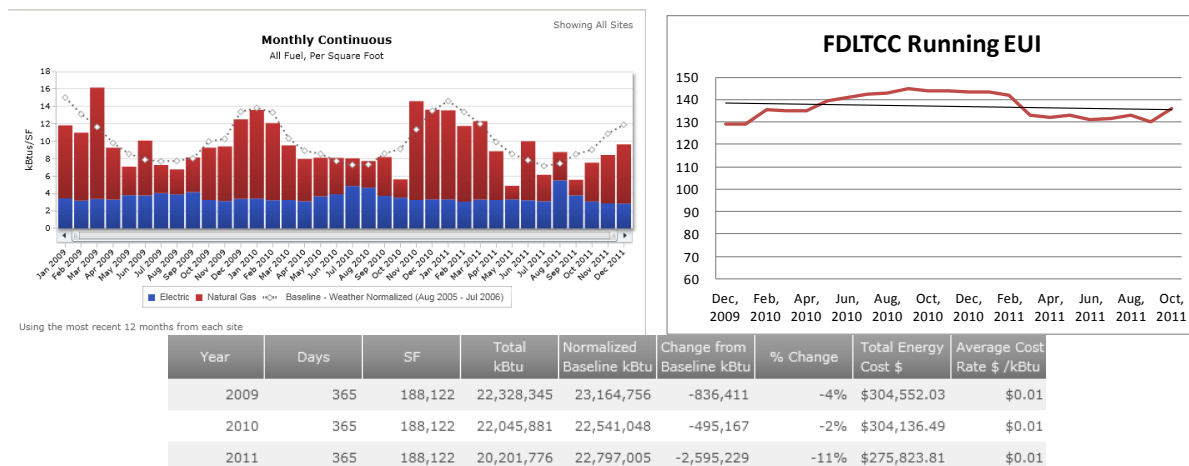 Showing All Sites
Monthly Continuous
All Fuel, Per Square Foot
18
16
14
12
10
8
6
4
2
0
kBtus/SF
Jan 2009
Feb 2009
Mar 2009
Apr 2009
May 2009
Jun 2009
Jul 2009
Aug 2009
Sep 2009
Oct 2009
Nov 2009
Dec 2009
Jan 2010
Feb 2010
Mar 2010
Apr 2010
May 2010
Jun 2010
Jul 2010
Aug 2010
Sep 2010
Oct 2010
Nov 2010
Dec 2010
Jan 2011
Feb 2011
Mar 2011
Apr 2011
May 2011
Jun 2011
Jul 2011
Aug 2011
Sep 2011
Oct 2011
Nov 2011
Dec 2011
Electric Natural Gas Baseline - Weather Normalized (Aug 2005 - Jul 2006)
Using the most recent 12 months from each site
FDLTCC Running EUI
150
140
130
120
110
100
90
80
70
60
Dec, Feb, Apr, Jun, Aug, Oct, Dec, Feb, Apr, Jun, Aug, Oct,
2009 2010 2010 2010 2010 2010 2010 2011 2011 2011 2011 2011
Year Days SF Total kBtu Normalized Baseline kBtu Change from Baseline kBtu % Change Total Energy Cost $ Average Cost Rate $ /kBtu
2009 365 188,122 22,328,345 23,164,756 -836,411 -4% $304,552.03 $0.01
2010 365 188,122 22,045,881 22,541,048 -495,167 -2% $304,136.49 $0.01
2011 365 188,122 20,201,776 22,797,005 -2,595,229 -11% $275,823.81 $0.01